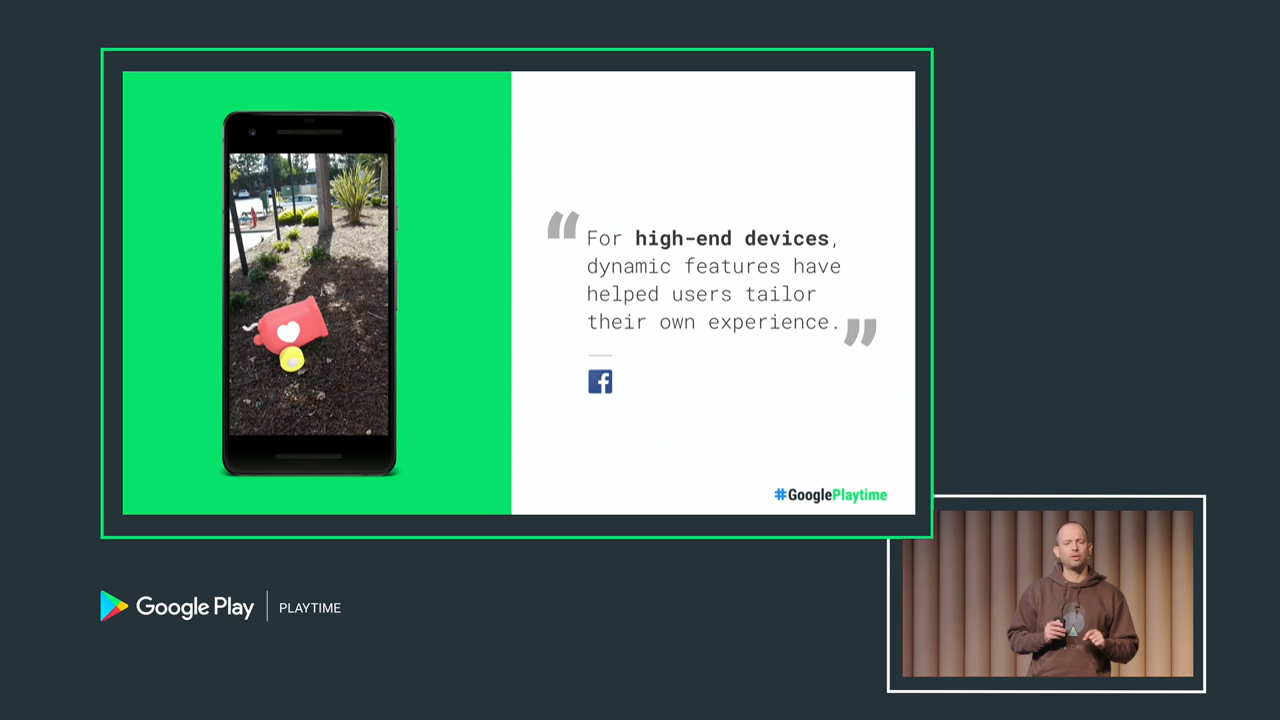 “ For high-end devices,
dynamic features have
helped users tailor
their own experience. ”
#GooglePlaytime
Google Play | PLAYTIME